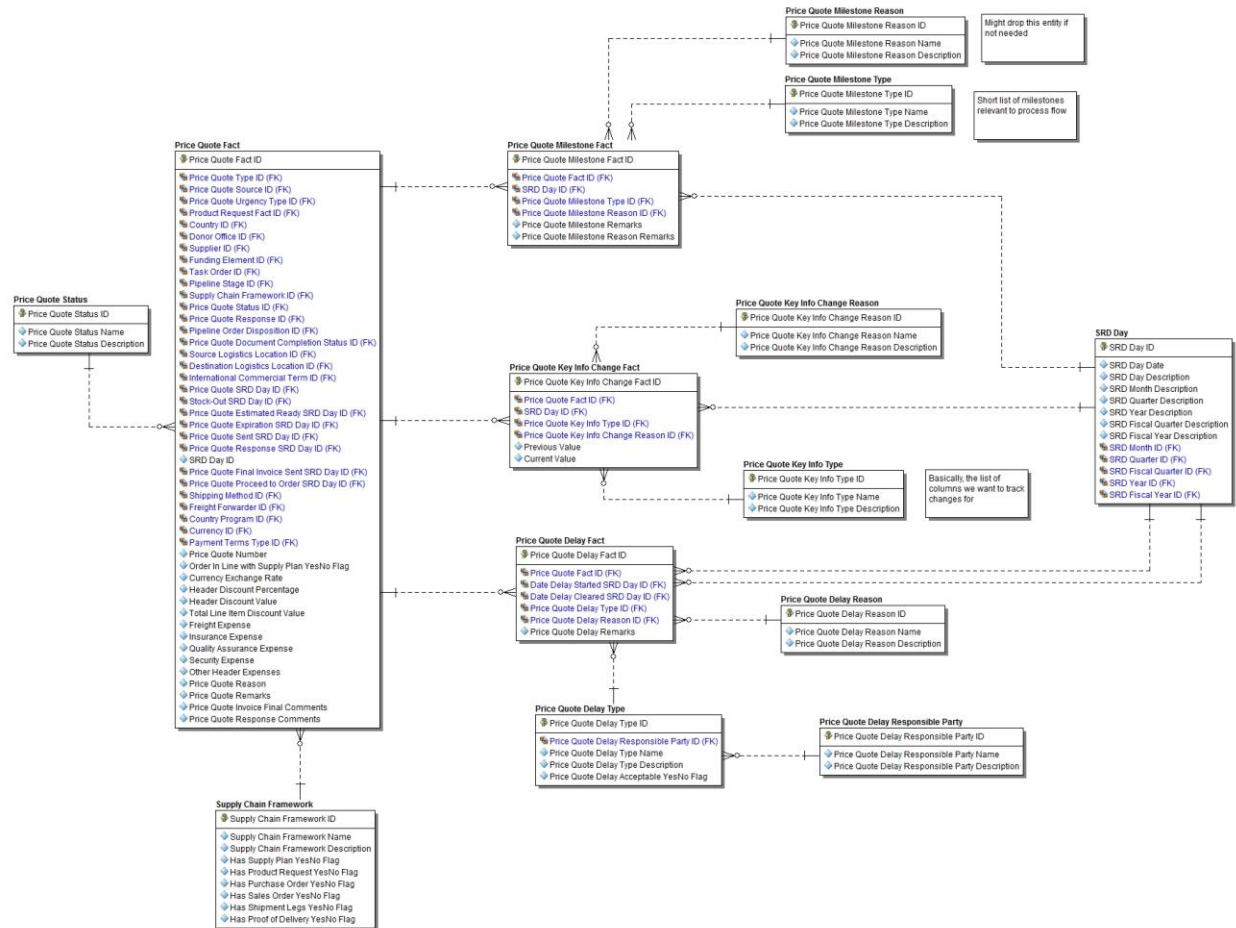 Price Quote Milestone Reason
Price Quote Milestone Reason ID
Price Quote Milestone Reason Name
Price Quote Milestone Reason Description
Might drop this entity if
not needed
Price Quote Milestone Type
Price Quote Milestone Type ID
Price Quote Milestone Type Name
Price Quote Milestone Type Description
Short list of milestones
relevant to process flow
Price Quote Fact
Price Quote Fact ID
Price Quote Type ID (FK)
Price Quote Source ID (FK)
Price Quote Urgency Type ID (FK)
Product Request Fact ID (FK)
Country ID (FK)
Donor Office ID (FK)
Supplier ID (FK)
Funding Element ID (FK)
Task Order ID (FK)
Pipeline Stage ID (FK)
Supply Chain Framework ID (FK)
Price Quote Status ID (FK)
Price Quote Response ID (FK)
Pipeline Order Disposition ID (FK)
Price Quote Document Completion Status ID (FK)
Source Logistics Location ID (FK)
Destination Logistics Location ID (FK)
International Commercial Term ID (FK)
Price Quote SRD Day ID (FK)
Stock-Out SRD Day ID (FK)
Price Quote Estimated Ready SRD Day ID (FK)
Price Quote Expiration SRD Day ID (FK)
Price Quote Sent SRD Day ID (FK)
Price Quote Response SRD Day ID (FK)
SRD Day ID
Price Quote Final Invoice Sent SRD Day ID (FK)
Price Quote Proceed to Order SRD Day ID (FK)
Shipping Method ID (FK)
Freight Forwarder ID (FK)
Country Program ID (FK)
Currency ID (FK)
Payment Terms Type ID (FK)
Price Quote Number
Order In Line with Supply Plan YesNo Flag
Currency Exchange Rate
Header Discount Percentage
Header Discount Value
Total Line Item Discount Value
Freight Expense
Insurance Expense
Quality Assurance Expense
Security Expense
Other Header Expenses
Price Quote Reason
Price Quote Remarks
Price Quote Invoice Final Comments
Price Quote Response Comments
Price Quote Milestone Fact
Price Quote Milestone Fact ID
Price Quote Fact ID (FK)
SRD Day ID (FK)
Price Quote Milestone Type ID (FK)
Price Quote Milestone Reason ID (FK)
Price Quote Milestone Remarks
Price Quote Milestone Reason Remarks
Price Quote Status
Price Quote Status ID
Price Quote Status Name
Price Quote Status Description
Price Quote Key Info Change Reason
Price Quote Key Info Change Reason ID
Price Quote Key Info Change Reason Name
Price Quote Key Info Change Reason Description
SRD Day
SRD Day ID
SRD Day Date
SRD Day Description
SRD Month Description
SRD Quarter Description
SRD Year Description
SRD Fiscal Quarter Description
SRD Fiscal Year Description
SRD Month ID (FK)
SRD Quarter ID (FK)
SRD Fiscal Quarter ID (FK)
SRD Year ID (FK)
SRD Fiscal Year ID (FK)
Price Quote Key Info Change Fact
Price Quote Key Info Change Fact ID
Price Quote Fact ID (FK)
SRD Day ID (FK)
Price Quote Key Info Type ID (FK)
Price Quote Key Info Change Reason ID (FK)
Previous Value
Current Value
Price Quote Key Info Type
Price Quote Key Info Type ID
Price Quote Key Info Type Name
Price Quote Key Info Type Description
Basically, the list of
columns we want to track
changes for
Price Quote Delay Fact
Price Quote Delay Fact ID
Price Quote Fact ID (FK)
Date Delay Started SRD Day ID (FK)
Date Delay Cleared SRD Day ID (FK)
Price Quote Delay Type ID (FK)
Price Quote Delay Reason ID (FK)
Price Quote Delay Remarks
Price Quote Delay Reason
Price Quote Delay Reason ID
Price Quote Delay Reason Name
Price Quote Delay Reason Description
Price Quote Delay Type
Price Quote Delay Type ID
Price Quote Delay Responsible Party ID (FK)
Price Quote Delay Type Name
Price Quote Delay Type Description
Price Quote Delay Acceptable YesNo Flag
Price Quote Delay Responsible Party
Price Quote Delay Responsible Party ID
Price Quote Delay Responsible Party Name
Price Quote Delay Responsible Party Description
Supply Chain Framework
Supply Chain Framework ID
Supply Chain Framework Name
Supply Chain Framework Description
Has Supply Plan YesNo Flag
Has Product Request YesNo Flag
Has Purchase Order YesNo Flag
Has Sales Order YesNo Flag
Has Shipment Legs YesNo Flag
Has Proof of Delivery YesNo Flag